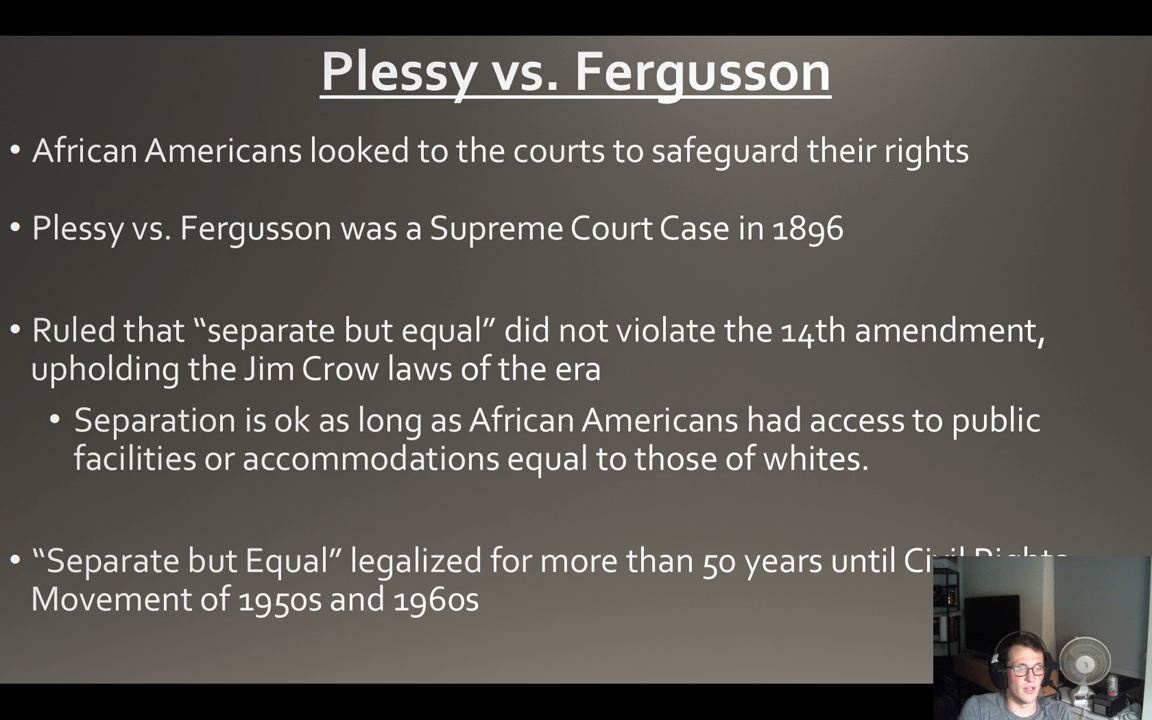 Plessy vs. Fergusson
• African Americans looked to the courts to safeguard their rights
• Plessy vs. Fergusson was a Supreme Court Case in 1896
• Ruled that “separate but equal” did not violate the 14th amendment,
upholding the Jim Crow laws of the era
• Separation is ok as long as African Americans had access to public
facilities or accommodations equal to those of whites.
• “Separate but Equal” legalized for more than 50 years until Civil Rights
Movement of 1950s and 1960s